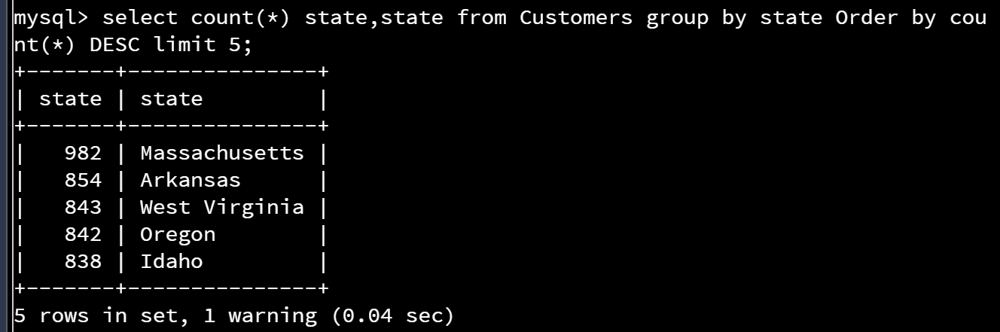 mysql> select count(*) state,state from Customers group by state Order by cou
nt(*) DESC limit 5;
+-------+---------------+
| state | state         |
+-------+---------------+
|   982 | Massachusetts |
|   854 | Arkansas      |
|   843 | West Virginia |
|   842 | Oregon        |
|   838 | Idaho         |
+-------+---------------+
5 rows in set, 1 warning (0.04 sec)